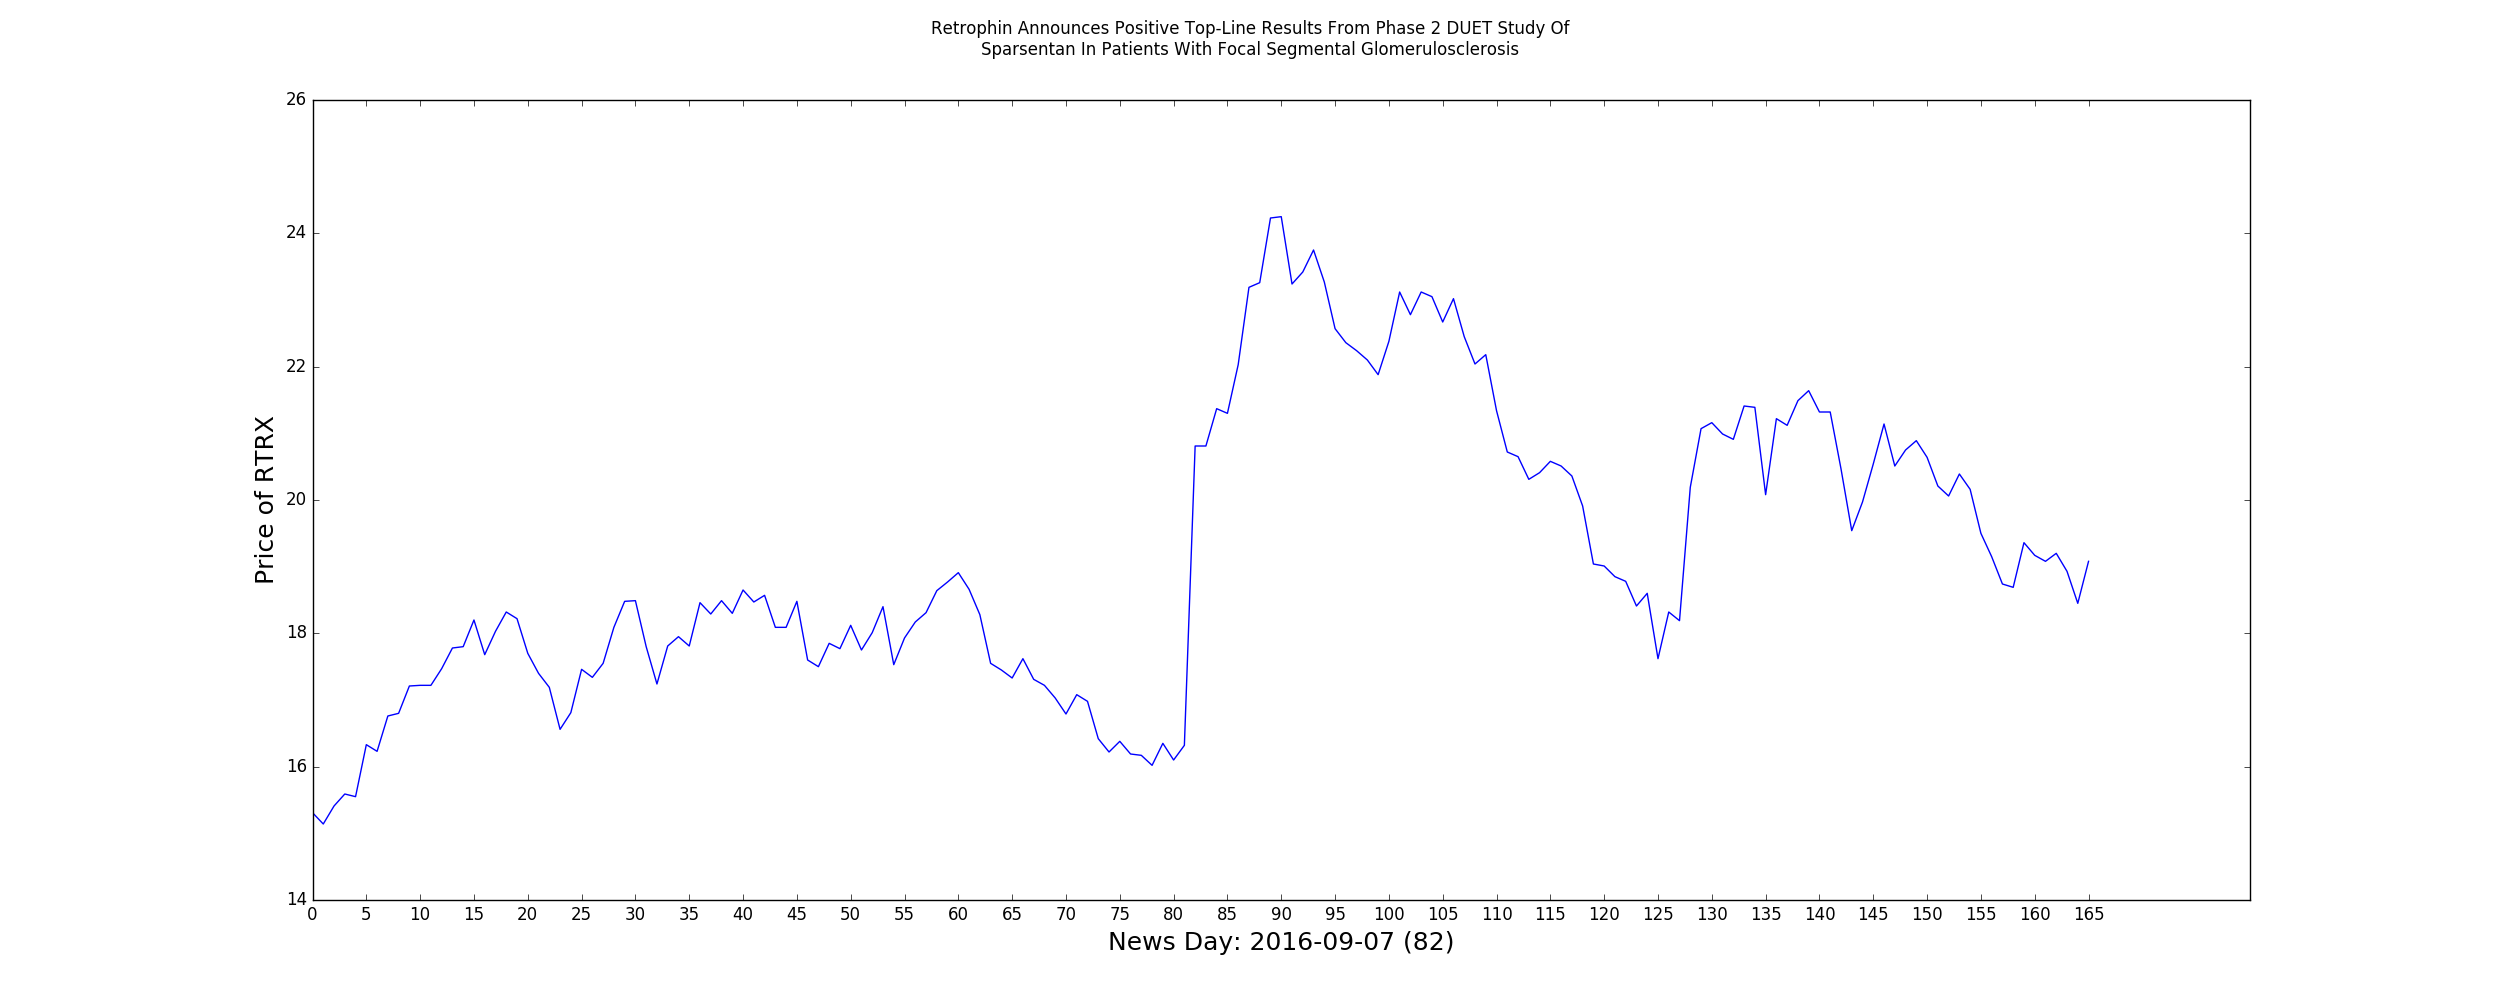 Retrophin Announces Positive Top-Line Results From Phase 2 DUET Study Of
Sparsentan In Patients With Focal Segmental Glomerulosclerosis
26
24
22
20
18
16
14
Price of RTRX
0 5 10 15 20 25 30 35 40 45 50 55 60 65 70 75 80 85 90 95 100 105 110 115 120 125 130 135 140 145 150 155 160 165
News Day: 2016-09-07 (82)